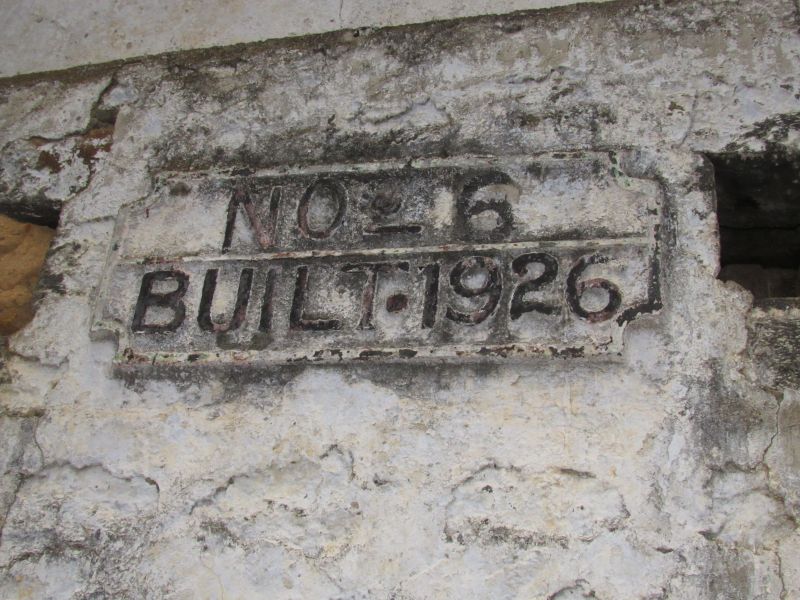 NO º 6
BUILT · 1926